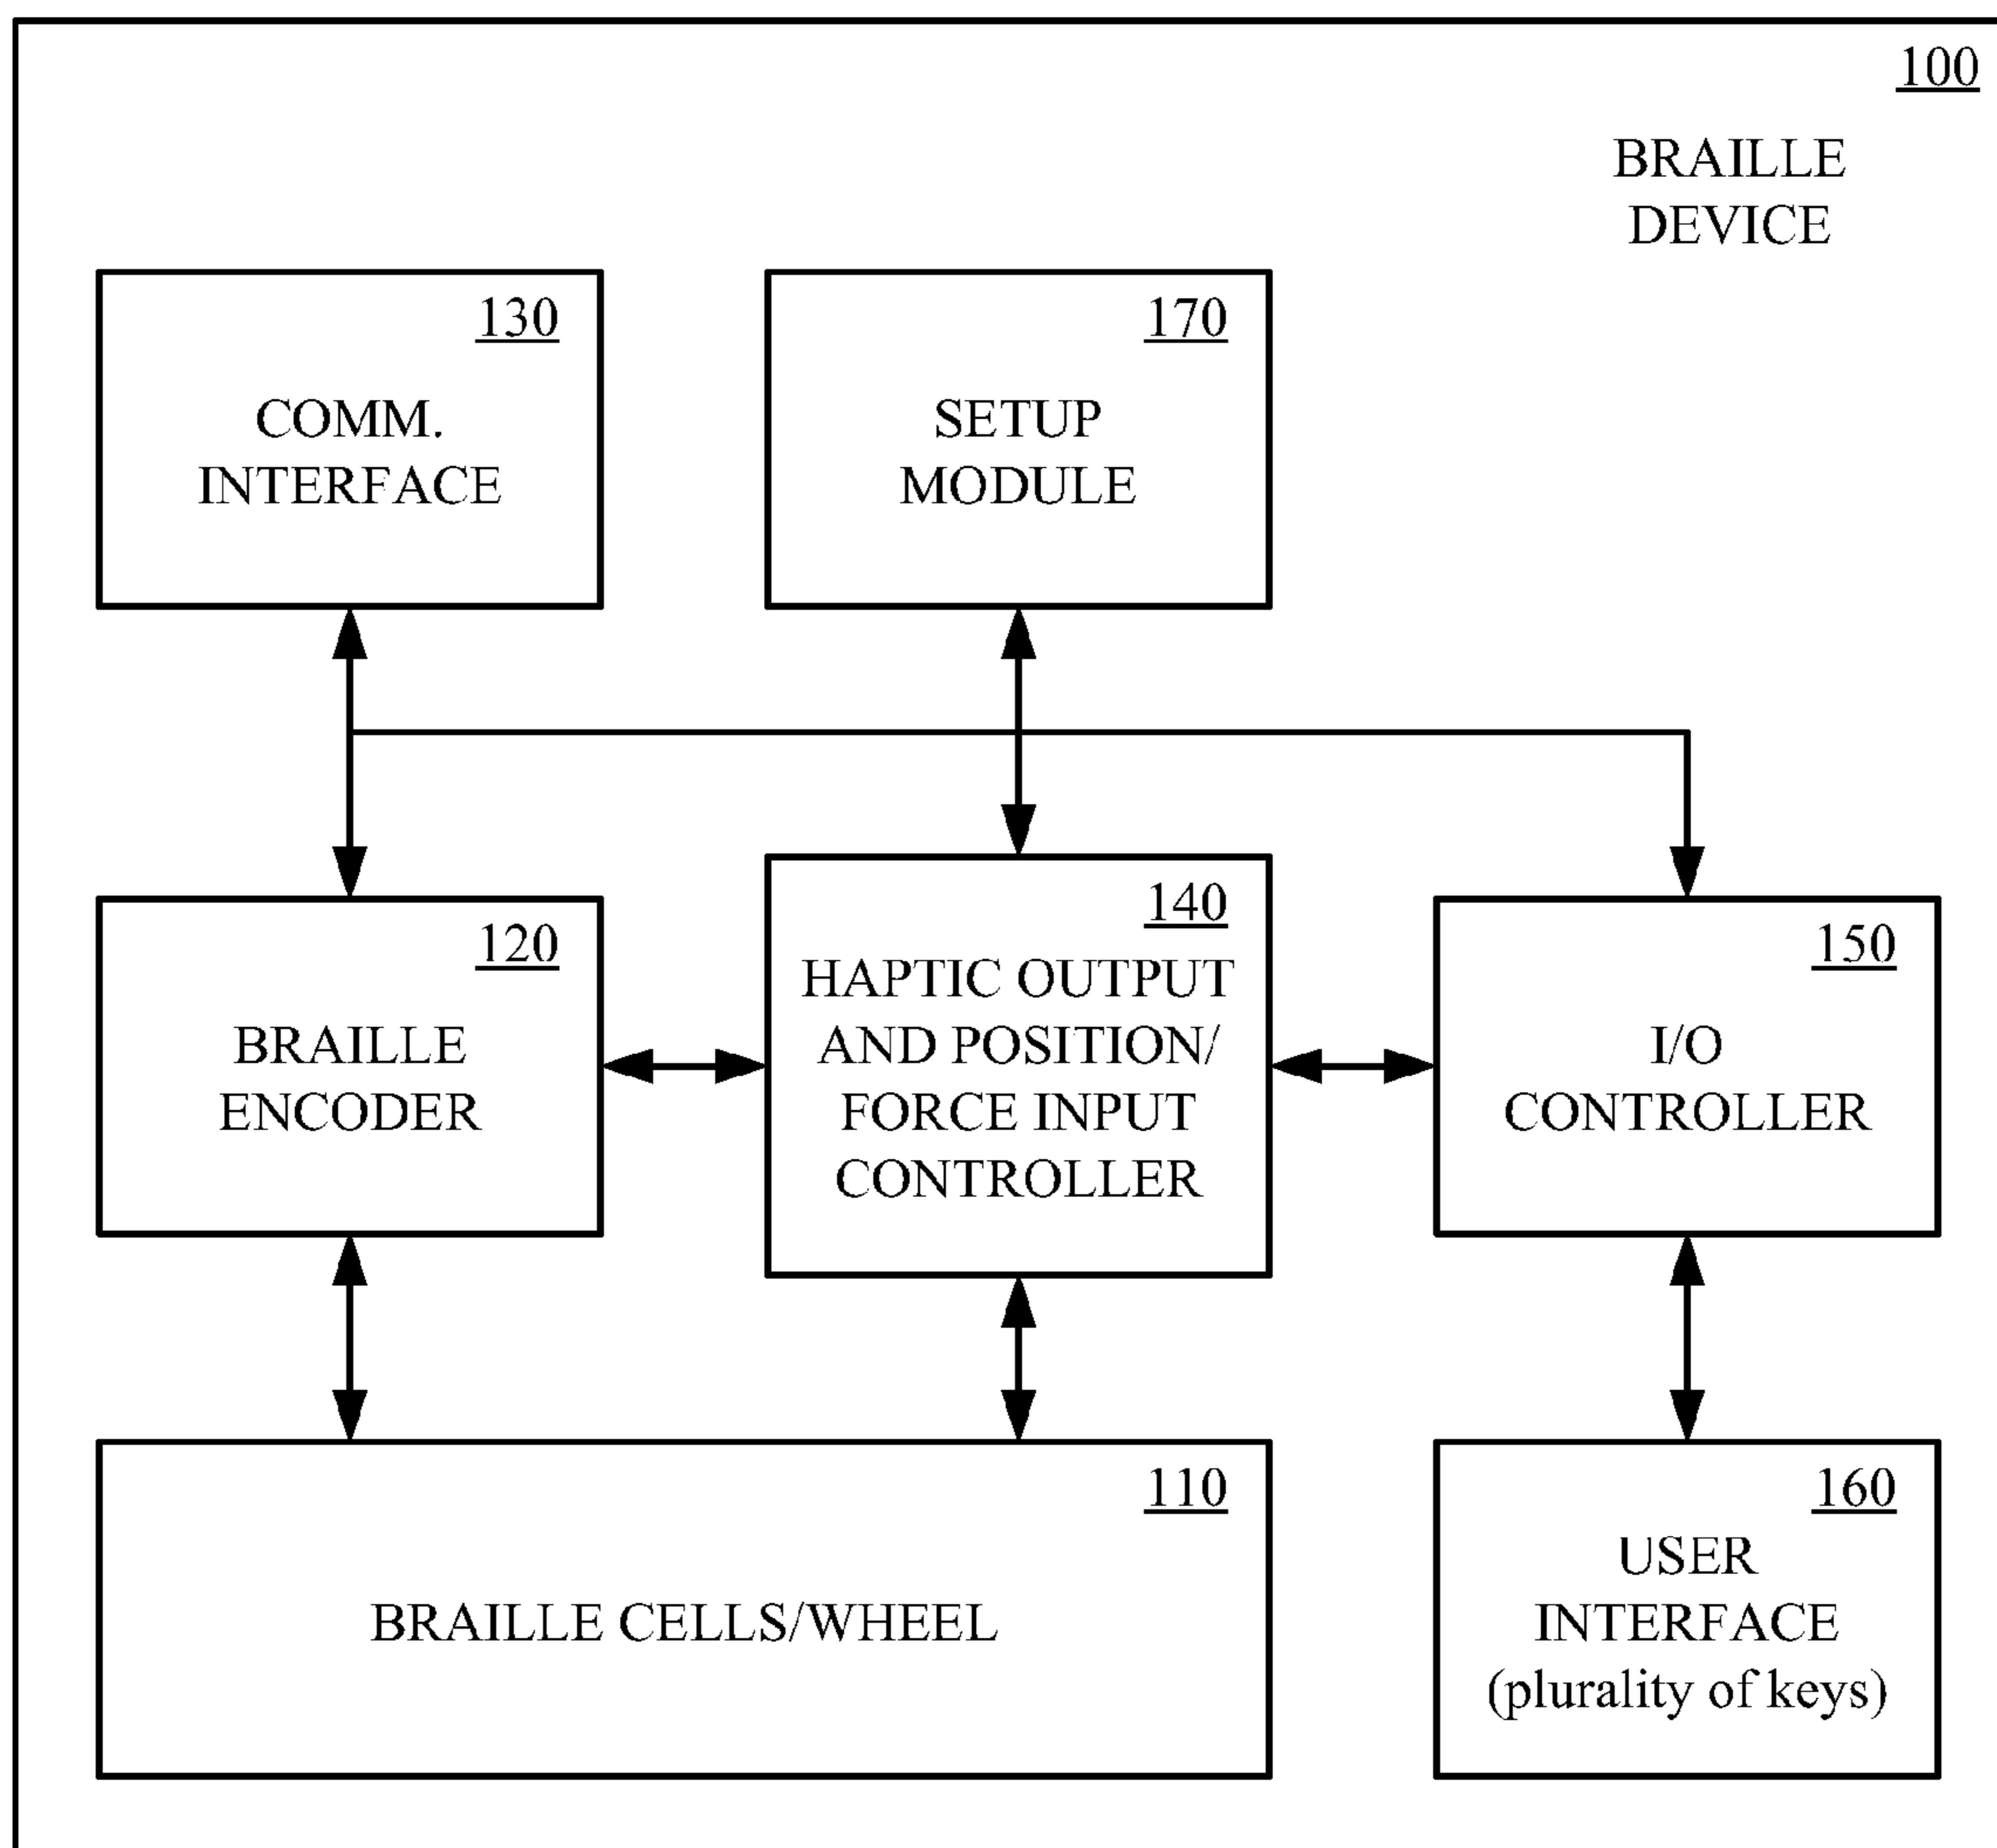 100
BRAILLE
DEVICE
130
COMM.
INTERFACE
170
SETUP
MODULE
120
BRAILLE
ENCODER
140
HAPTIC OUTPUT
AND POSITION/
FORCE INPUT
CONTROLLER
150
I/O
CONTROLLER
110
BRAILLE CELLS/WHEEL
160
USER
INTERFACE
(plurality of keys)